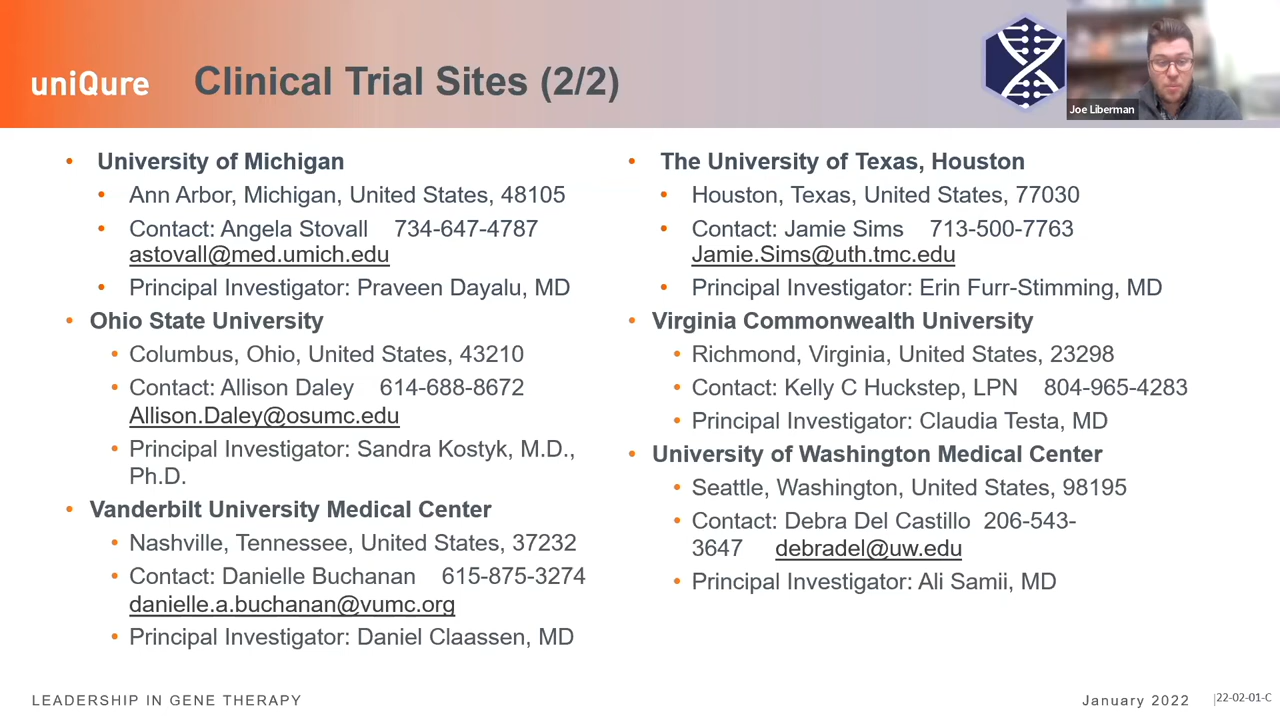 uniQure
Clinical Trial Sites (2/2)
Joe Liberman
• University of Michigan
• Ann Arbor, Michigan, United States, 48105
• Contact: Angela Stovall 734-647-4787
astovall@med.umich.edu
• Principal Investigator: Praveen Dayalu, MD
• Ohio State University
• Columbus, Ohio, United States, 43210
• Contact: Allison Daley 614-688-8672
Allison.Daley@osumc.edu
• Principal Investigator: Sandra Kostyk, M.D.,
Ph.D.
• Vanderbilt University Medical Center
• Nashville, Tennessee, United States, 37232
• Contact: Danielle Buchanan 615-875-3274
danielle.a.buchanan@vumc.org
• Principal Investigator: Daniel Claassen, MD
• The University of Texas, Houston
• Houston, Texas, United States, 77030
• Contact: Jamie Sims 713-500-7763
Jamie.Sims@uth.tmc.edu
• Principal Investigator: Erin Furr-Stimming, MD
• Virginia Commonwealth University
• Richmond, Virginia, United States, 23298
• Contact: Kelly C Huckstep, LPN 804-965-4283
• Principal Investigator: Claudia Testa, MD
• University of Washington Medical Center
• Seattle, Washington, United States, 98195
• Contact: Debra Del Castillo 206-543-
3647 debradel@uw.edu
• Principal Investigator: Ali Samii, MD
LEADERSHIP IN GENE THERAPY
January 2022 |22-02-01-C